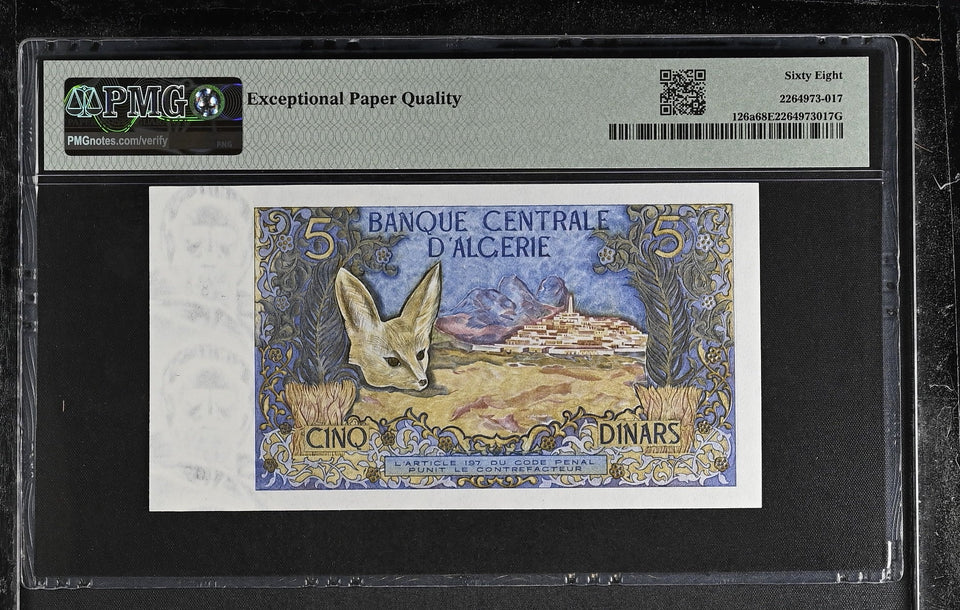 PMG
PMGnotes.com/verify
PNG
Exceptional Paper Quality
Sixty Eight
2264973-017
126a68E2264973017G
5 BANQUE CENTRALE 5
D'ALGERIE
CINQ DINARS
L'ARTICLE 197 DU CODE PENAL
PUNIT LE CONTREFACTEUR